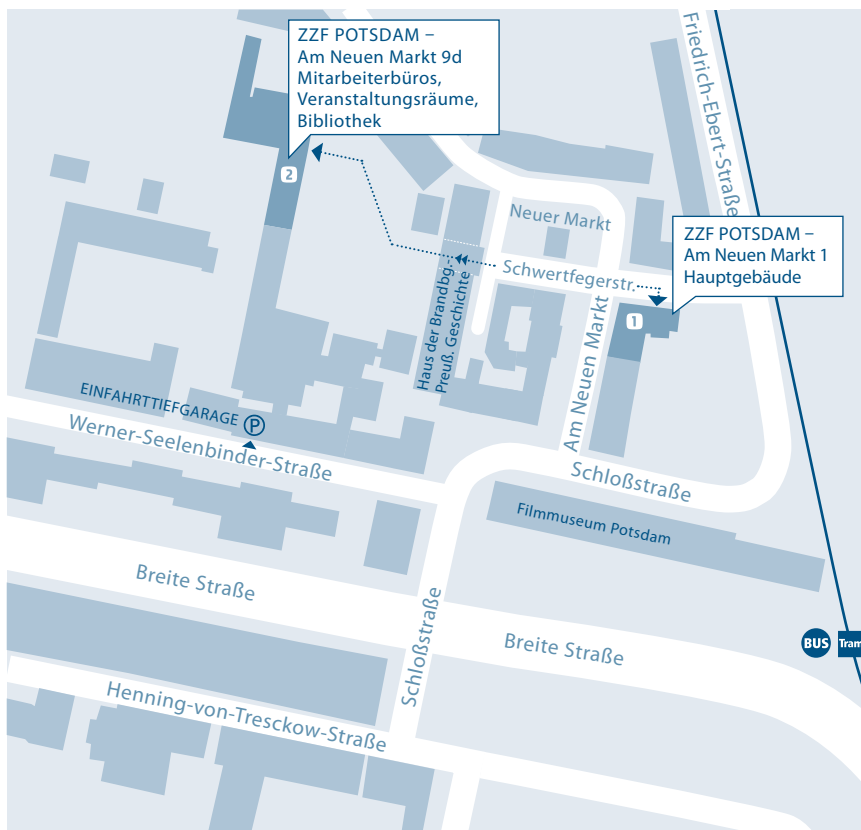 ZZF POTSDAM –
Am Neuen Markt 9d
Mitarbeiterbüros,
Veranstaltungsräume,
Bibliothek
Friedrich-Ebert-Straße
2
Neuer Markt
ZZF POTSDAM –
Am Neuen Markt 1
Hauptgebäude
Schwertfegerstr.
Haus der Brandbg.-
Preuß. Geschichte
1
Am Neuen Markt
EINFAHRTTIEFGARAGE P
Werner-Seelenbinder-Straße
Schloßstraße
Filmmuseum Potsdam
Breite Straße
Schloßstraße
Breite Straße
BUS Tram
Henning-von-Tresckow-Straße